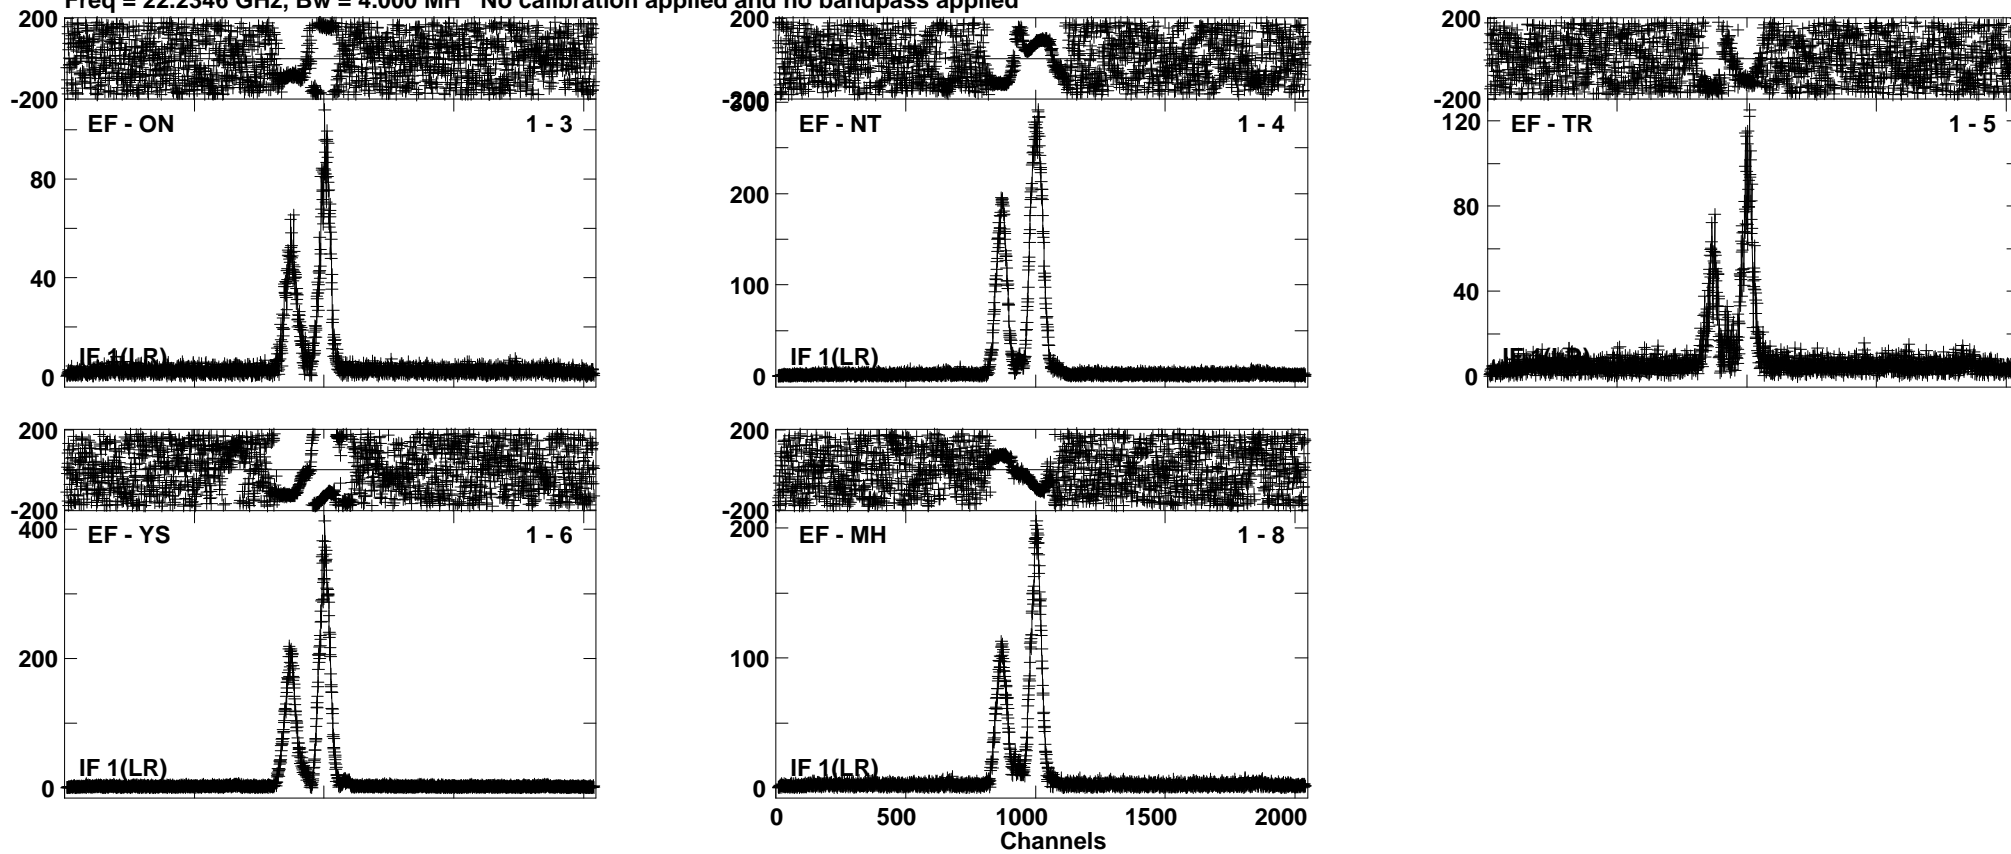 Freq = 22.2346 GHz, Bw = 4.000 MH No calibration applied and no bandpass applied
200
-200
EF - ON 1 - 3
80
40
0
IF 1(LR)
200
-200
300
EF - NT 1 - 4
200
100
0
IF 1(LR)
200
-200
120
EF - TR 1 - 5
80
40
0
200
-200
400
EF - YS 1 - 6
200
0
IF 1(LR)
200
-200
200
EF - MH 1 - 8
100
0
IF 1(LR)
0 500 1000 1500 2000
Channels